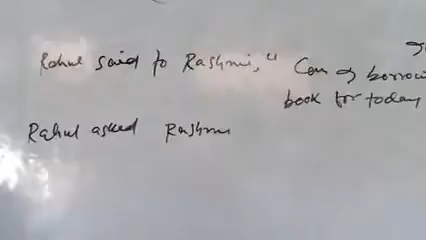 Rahul said to Rashmi, " Can I borrow
book for today
Rahul asked Rashmi